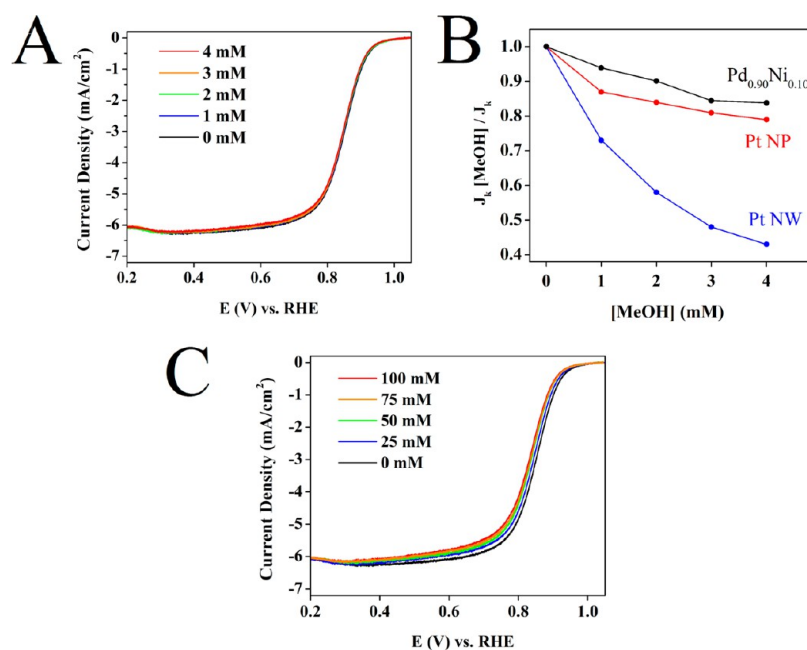 A
0
-1
-2
-3
-4
-5
-6
-7
Current Density (mA/cm²)
4 mM
3 mM
2 mM
1 mM
0 mM
0.2 0.4 0.6 0.8 1.0
E (V) vs. RHE
B
1.0
0.9
0.8
0.7
0.6
0.5
0.4
Jₖ [MeOH] / Jₖ
Pd₀.₉₀Ni₀.₁₀
Pt NP
Pt NW
0 1 2 3 4
[MeOH] (mM)
C
0
-1
-2
-3
-4
-5
-6
-7
Current Density (mA/cm²)
100 mM
75 mM
50 mM
25 mM
0 mM
0.2 0.4 0.6 0.8 1.0
E (V) vs. RHE